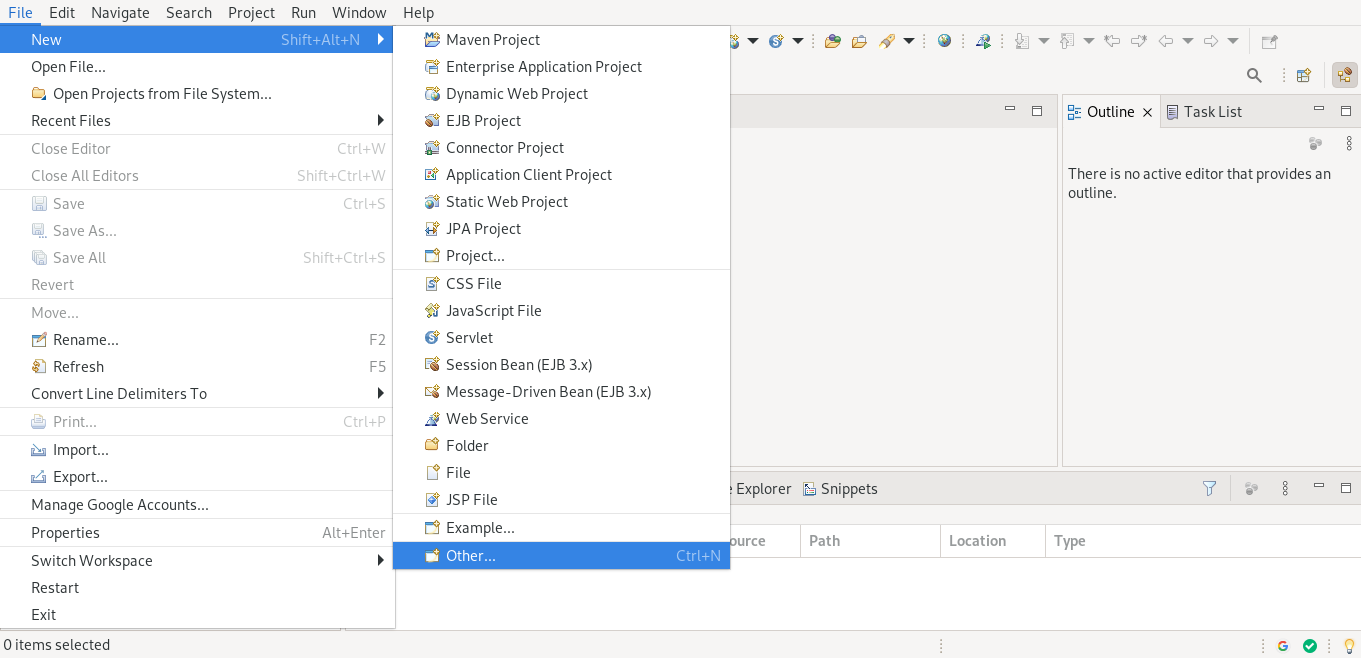 File Edit Navigate Search Project Run Window Help
New Shift+Alt+N
Open File...
Open Projects from File System...
Recent Files
Close Editor Ctrl+W
Close All Editors Shift+Ctrl+W
Save Ctrl+S
Save As...
Save All Shift+Ctrl+S
Revert
Move...
Rename... F2
Refresh F5
Convert Line Delimiters To
Print... Ctrl+P
Import...
Export...
Manage Google Accounts...
Properties Alt+Enter
Switch Workspace
Restart
Exit
Maven Project
Enterprise Application Project
Dynamic Web Project
EJB Project
Connector Project
Application Client Project
Static Web Project
JPA Project
Project...
CSS File
JavaScript File
Servlet
Session Bean (EJB 3.x)
Message-Driven Bean (EJB 3.x)
Web Service
Folder
File
JSP File
Example...
Other... Ctrl+N
Outline Task List
There is no active editor that provides an
outline.
e Explorer Snippets
ource Path Location Type
0 items selected